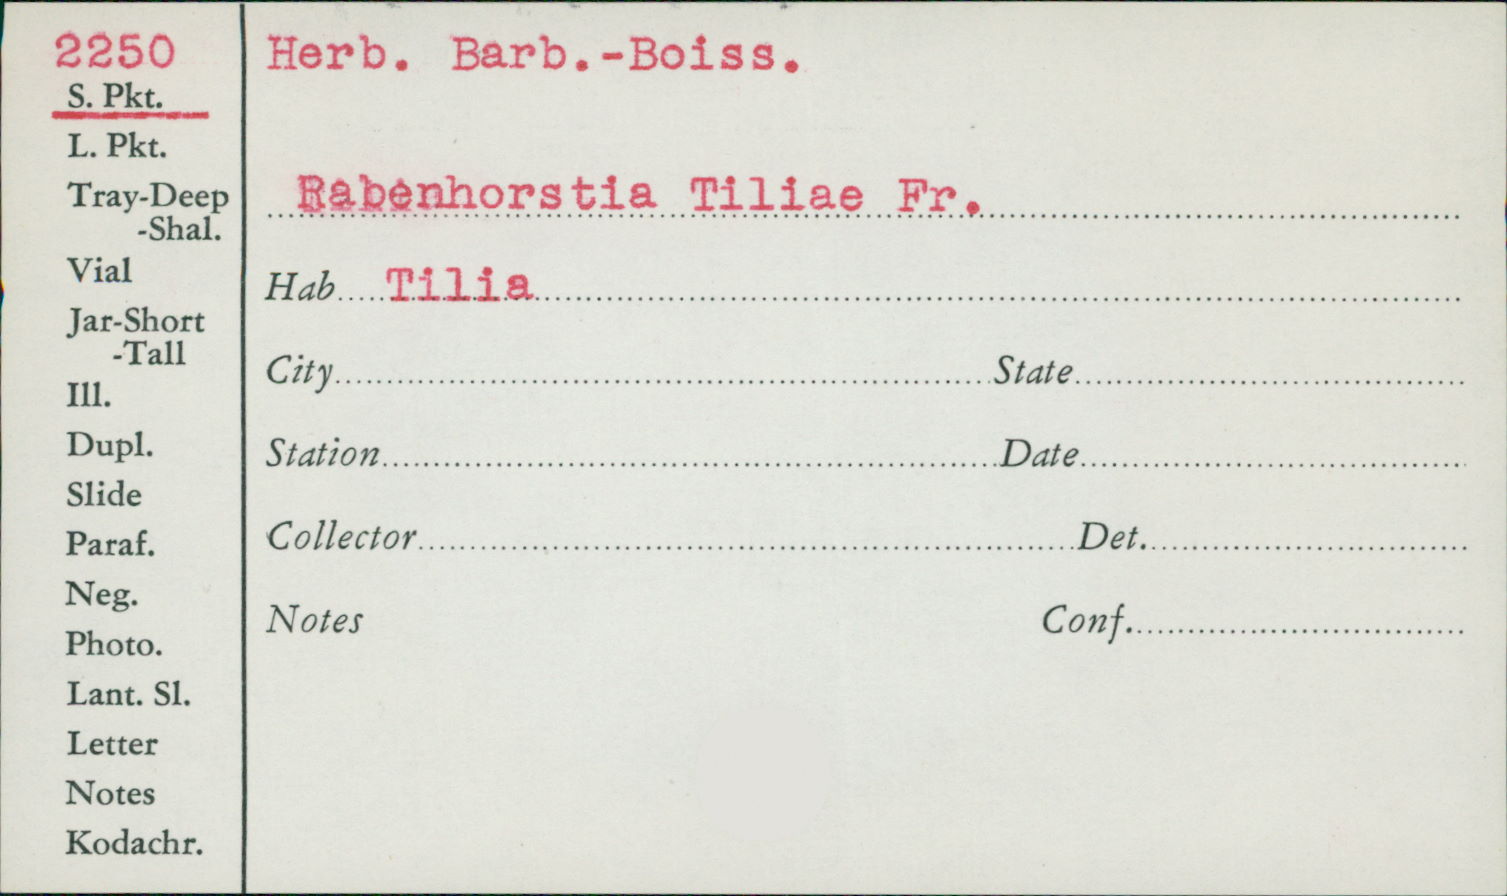 2250
S. Pkt.
L. Pkt.
Tray-Deep
-Shal.
Vial
Jar-Short
-Tall
Ill.
Dupl.
Slide
Paraf.
Neg.
Photo.
Lant. Sl.
Letter
Notes
Kodachr.
Herb. Barb.-Boiss.
Rabenhorstia Tiliae Fr.
Hab Tilia
City State
Station Date
Collector Det.
Notes Conf.